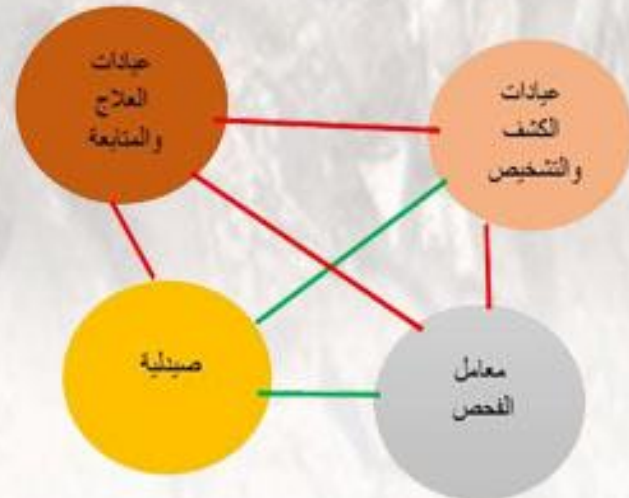 عيادات
الكشف
والتشخيص
عيادات
العلاج
والمتابعة
معامل
الفحص
صيدلية